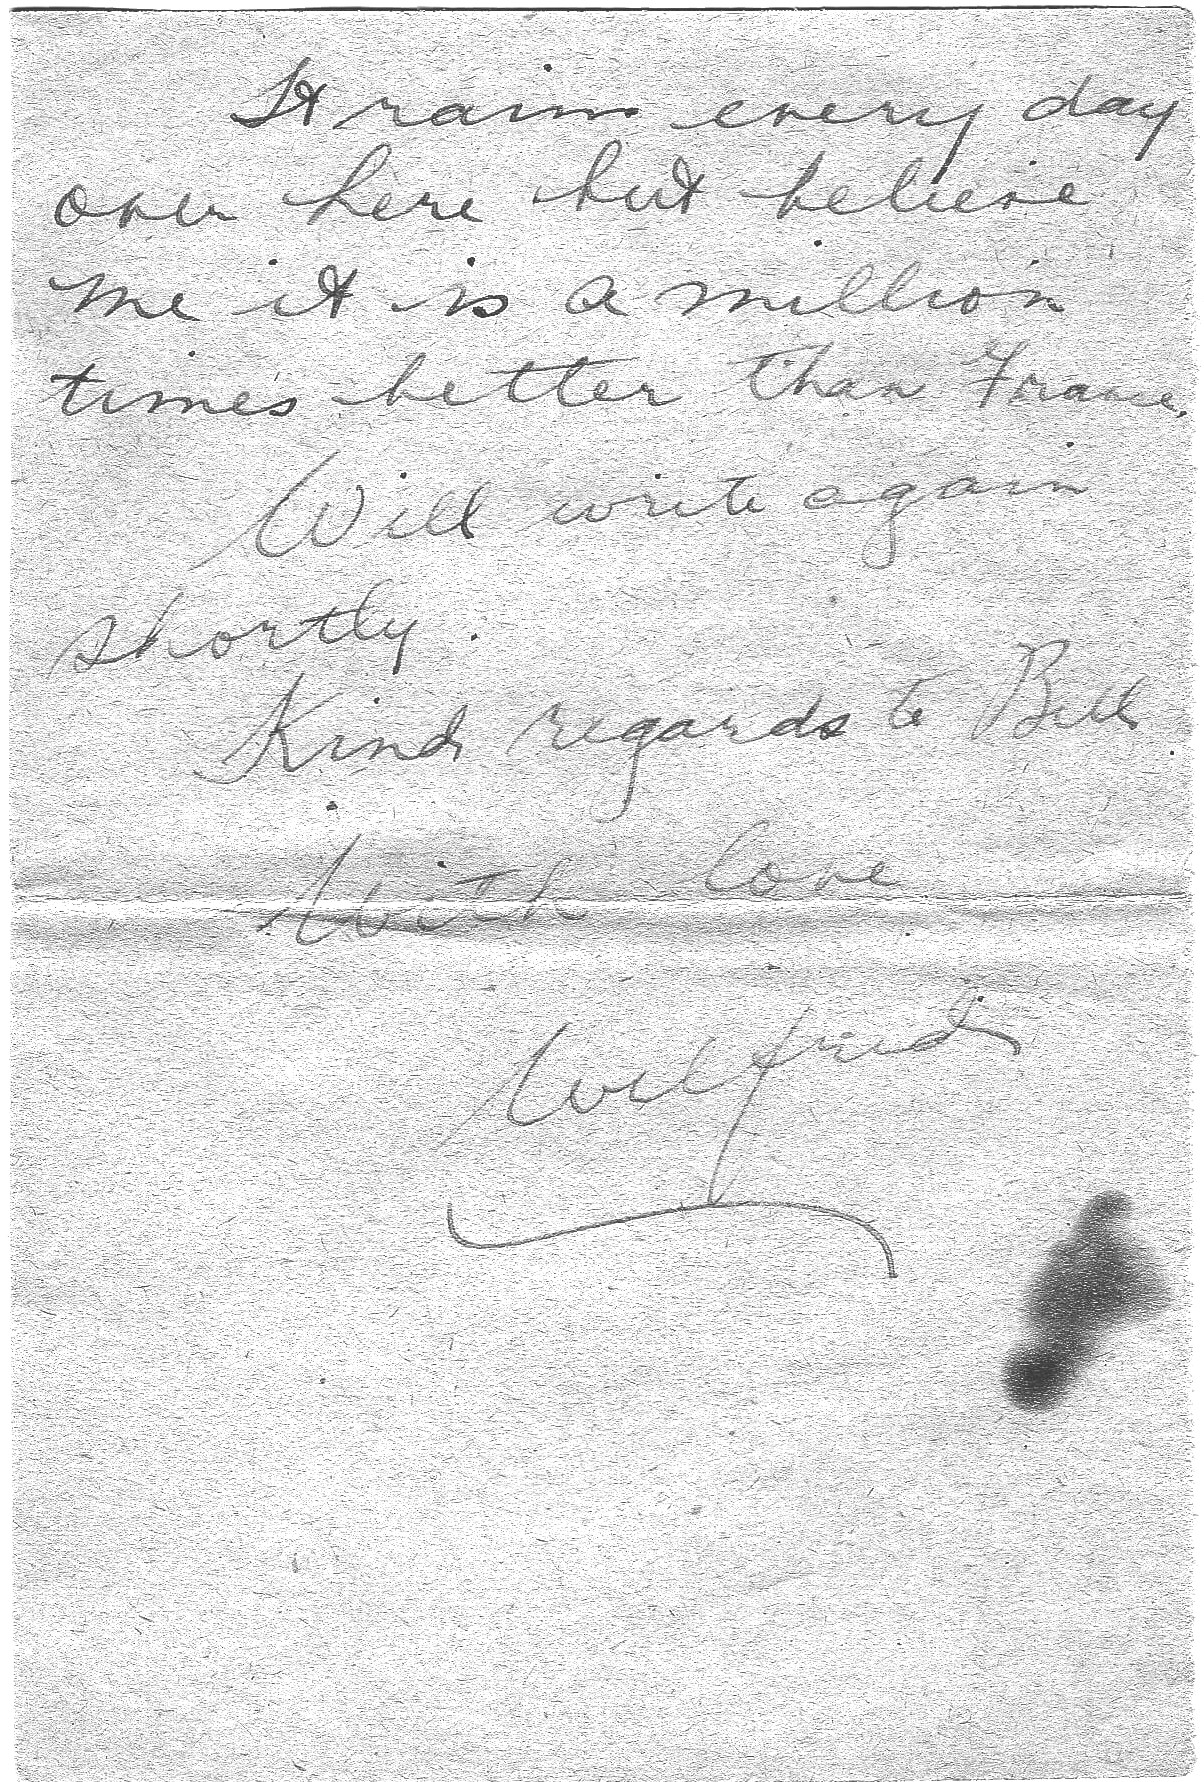 It rains every day
over here but believe
me it is a million
times better than France.
Will write again
shortly.
Kind regards to Bill.
With love
Wilfred